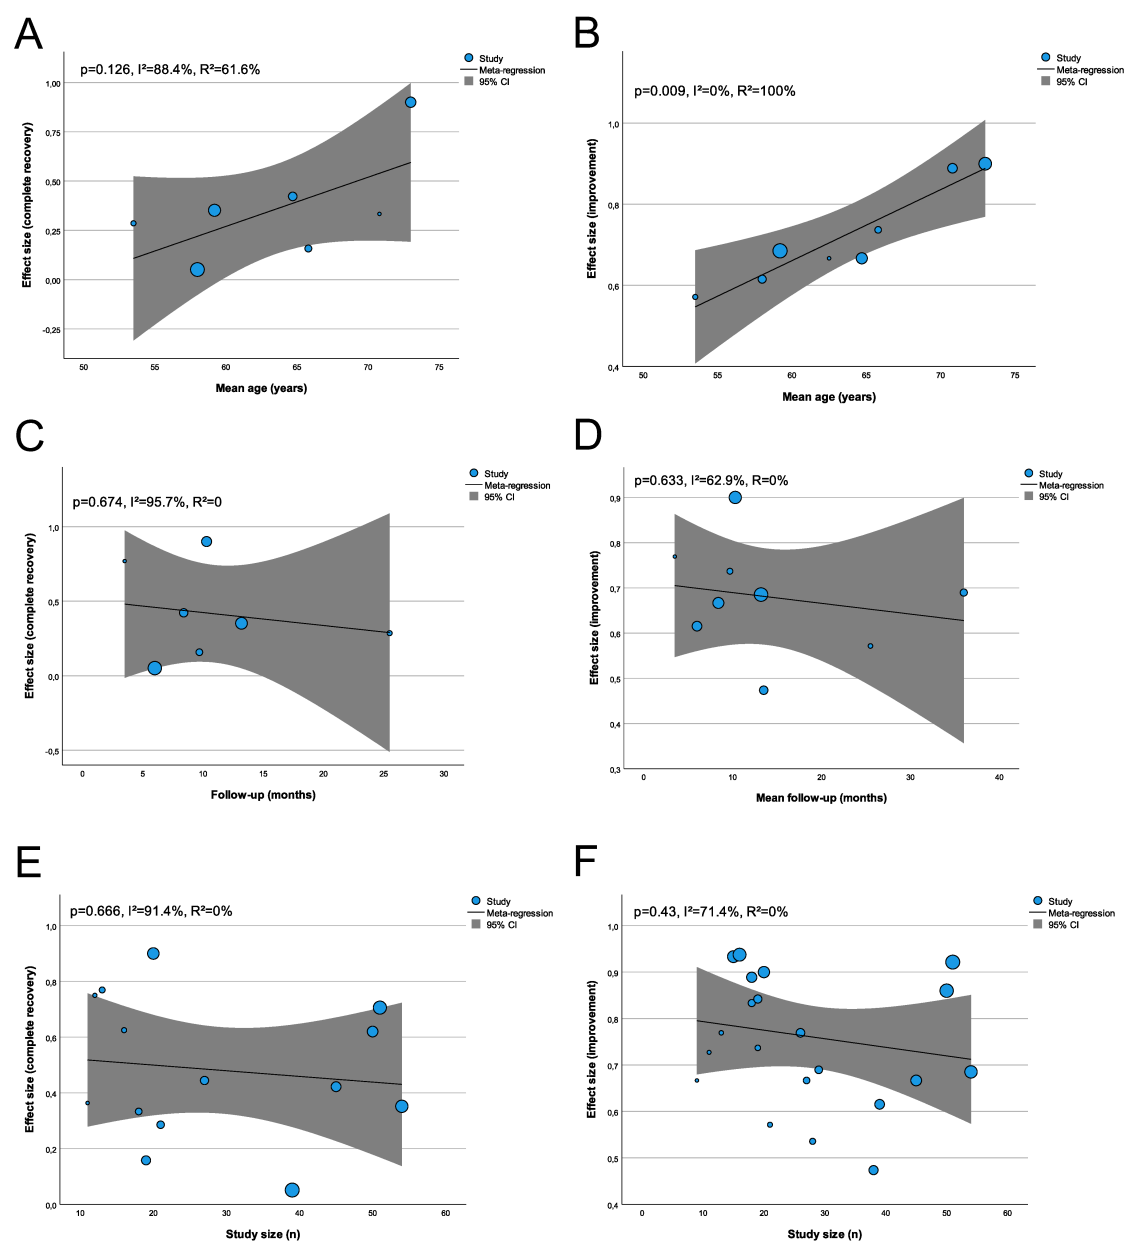 A
p=0.126, I²=88.4%, R²=61.6%
Study
Meta-regression
95% CI
Effect size (complete recovery)
1,00
0,75
0,50
0,25
0,00
-0,25
50 55 60 65 70 75
Mean age (years)
B
p=0.009, I²=0%, R²=100%
Study
Meta-regression
95% CI
Effect size (improvement)
1,0
0,8
0,6
0,4
50 55 60 65 70 75
Mean age (years)
C
p=0.674, I²=95.7%, R²=0
Study
Meta-regression
95% CI
Effect size (complete recovery)
1,0
0,5
0,0
-0,5
0 5 10 15 20 25 30
Follow-up (months)
D
p=0.633, I²=62.9%, R=0%
Study
Meta-regression
95% CI
Effect size (improvement)
0,9
0,8
0,7
0,6
0,5
0,4
0,3
0 10 20 30 40
Mean follow-up (months)
E
p=0.666, I²=91.4%, R²=0%
Study
Meta-regression
95% CI
Effect size (complete recovery)
1,0
0,8
0,6
0,4
0,2
0,0
10 20 30 40 50 60
Study size (n)
F
p=0.43, I²=71.4%, R²=0%
Study
Meta-regression
95% CI
Effect size (improvement)
1,0
0,9
0,8
0,7
0,6
0,5
0,4
0 10 20 30 40 50 60
Study size (n)